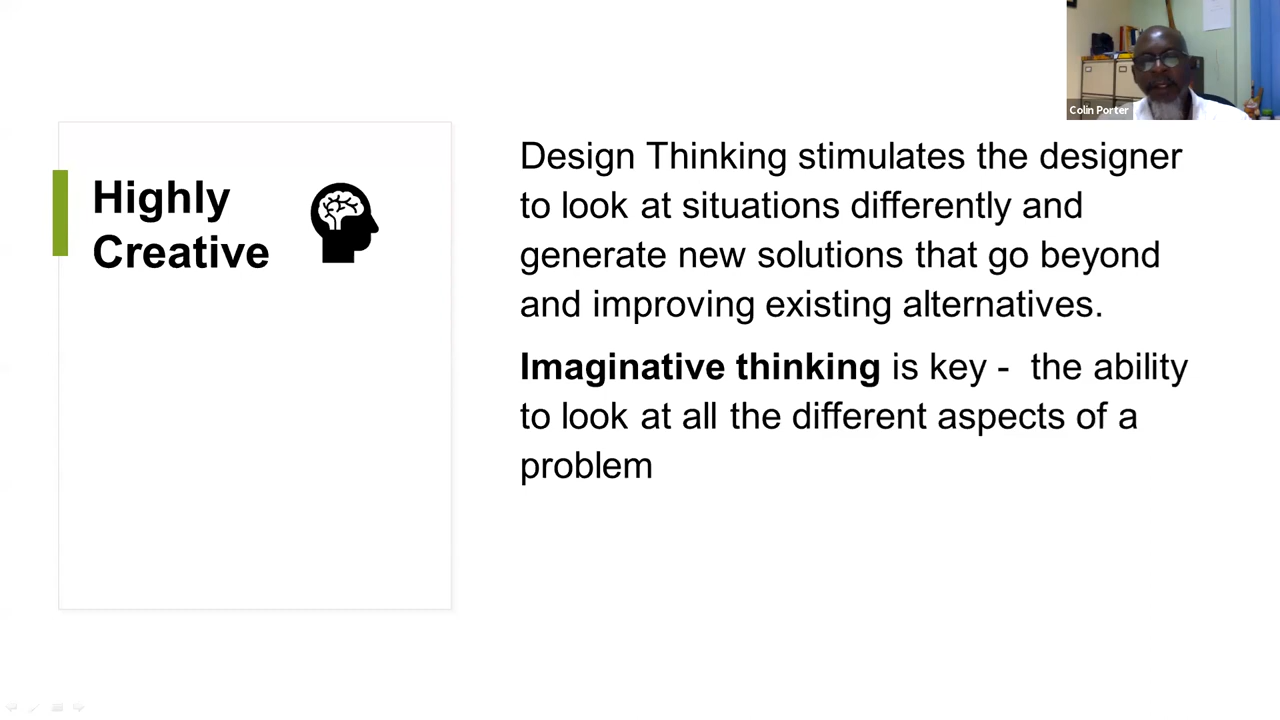 Colin Porter
Highly
Creative
Design Thinking stimulates the designer
to look at situations differently and
generate new solutions that go beyond
and improving existing alternatives.
Imaginative thinking is key -  the ability
to look at all the different aspects of a
problem